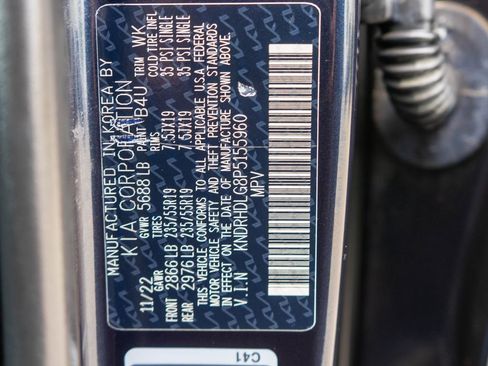 MANUFACTURED IN KOREA BY
KIA CORPORATION
GVWR 5688 LB PAINT B4U TRIM WK
11/22 GAWR TIRES RIMS COLD TIRE INFL
FRONT 2866 LB 235/55R19 7.5JX19 35 PSI SINGLE
REAR 2976 LB 235/55R19 7.5JX19 35 PSI SINGLE
THIS VEHICLE CONFORMS TO ALL APPLICABLE U.S.A FEDERAL
MOTOR VEHICLE SAFETY AND THEFT PREVENTION STANDARDS
IN EFFECT ON THE DATE OF MANUFACTURE SHOWN ABOVE.
V.I.N KNDRHDLG8P5155960
MPV
C41